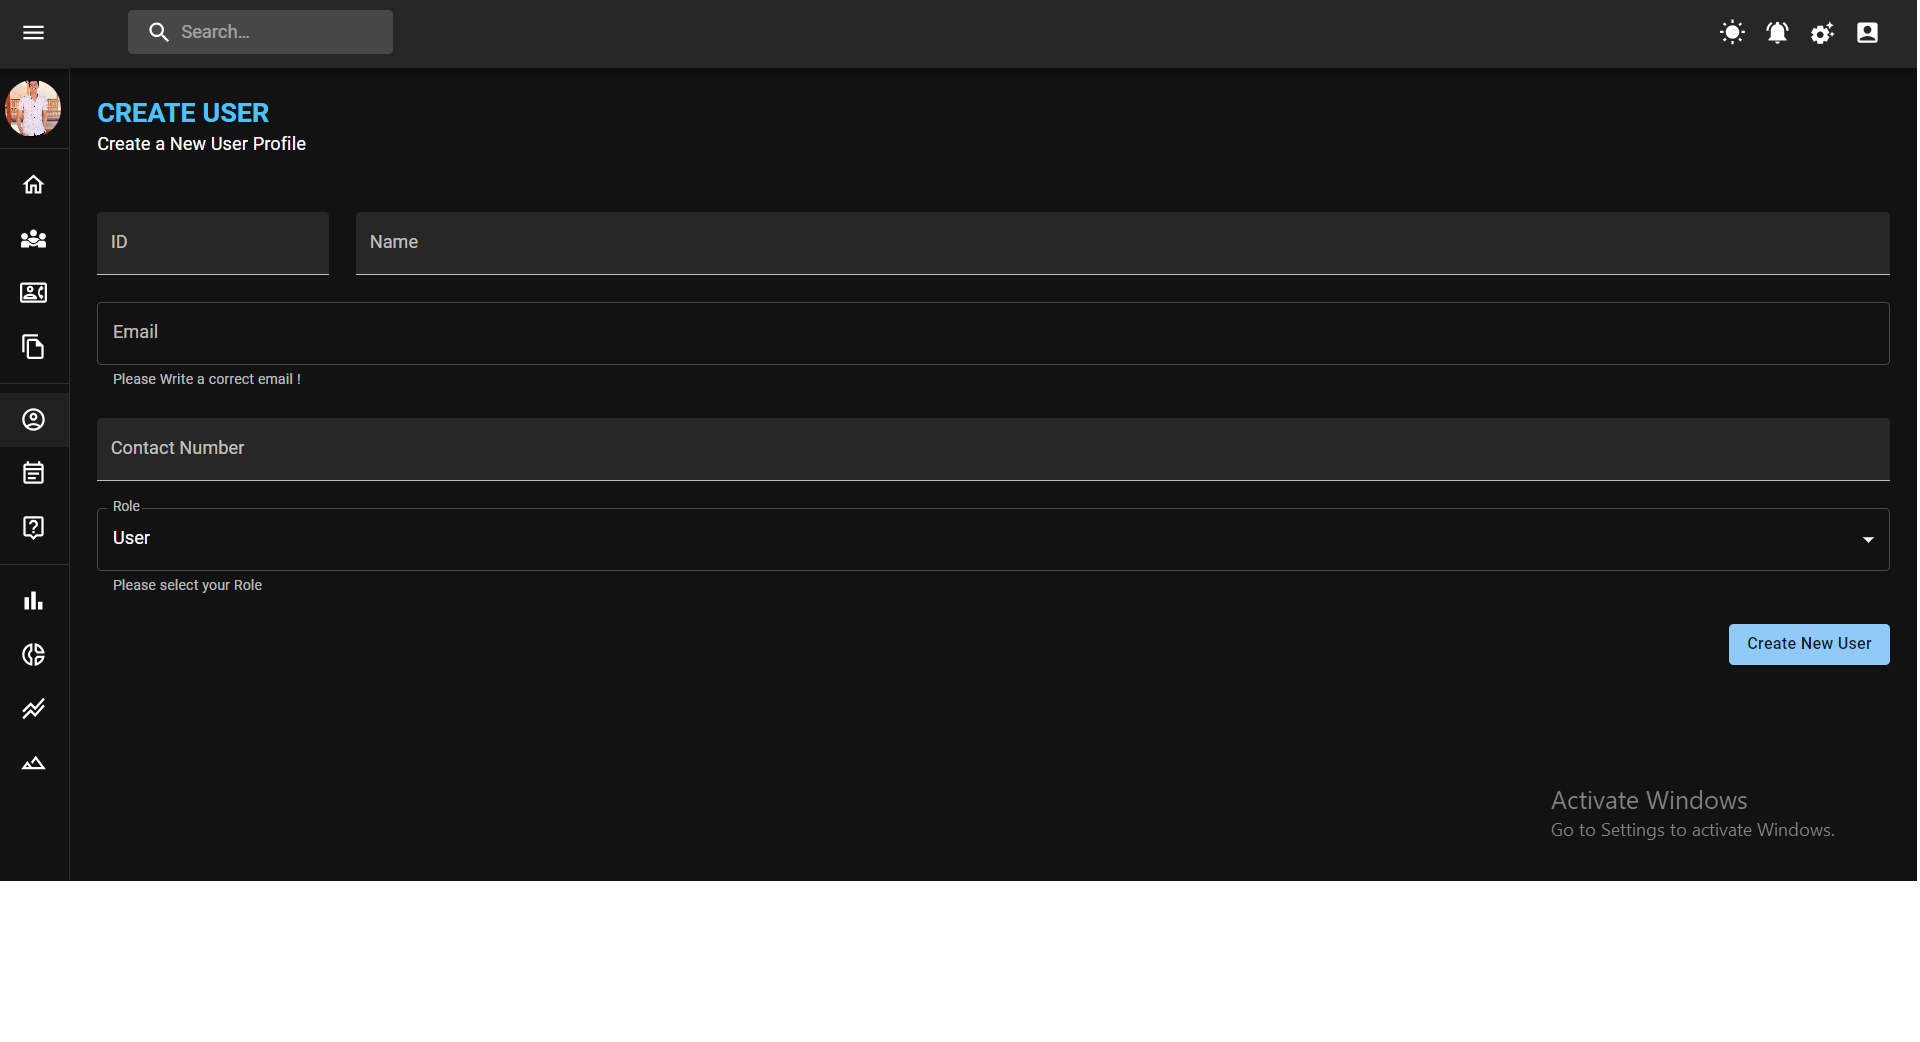 Search…
CREATE USER
Create a New User Profile
ID
Name
Email
Please Write a correct email !
Contact Number
Role
User
Please select your Role
Create New User
Activate Windows
Go to Settings to activate Windows.